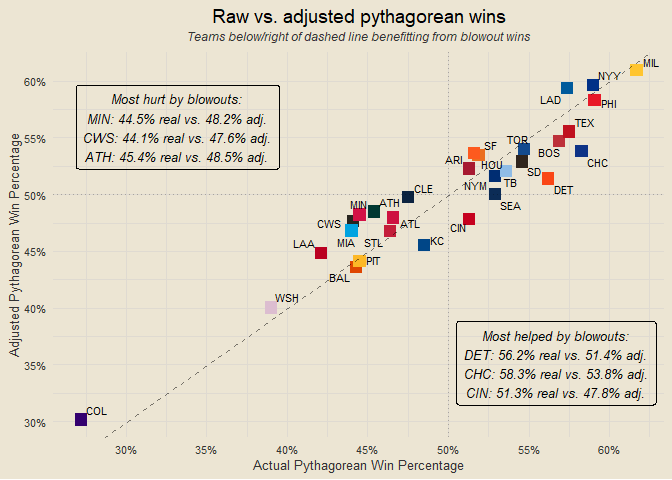 Raw vs. adjusted pythagorean wins
Teams below/right of dashed line benefitting from blowout wins
60%
55%
50%
45%
40%
35%
30%
Adjusted Pythagorean Win Percentage
Most hurt by blowouts:
MIN: 44.5% real vs. 48.2% adj.
CWS: 44.1% real vs. 47.6% adj.
ATH: 45.4% real vs. 48.5% adj.
MIL
NYY
LAD
PHI
TEX
TOR
BOS
SF
CHC
ARI
HOU
SD
NYM
TB
DET
CLE
SEA
MIN
ATH
CWS
ATL
CIN
LAA
MIA
STL
KC
PIT
BAL
WSH
COL
Most helped by blowouts:
DET: 56.2% real vs. 51.4% adj.
CHC: 58.3% real vs. 53.8% adj.
CIN: 51.3% real vs. 47.8% adj.
30%
35%
40%
45%
50%
55%
60%
Actual Pythagorean Win Percentage